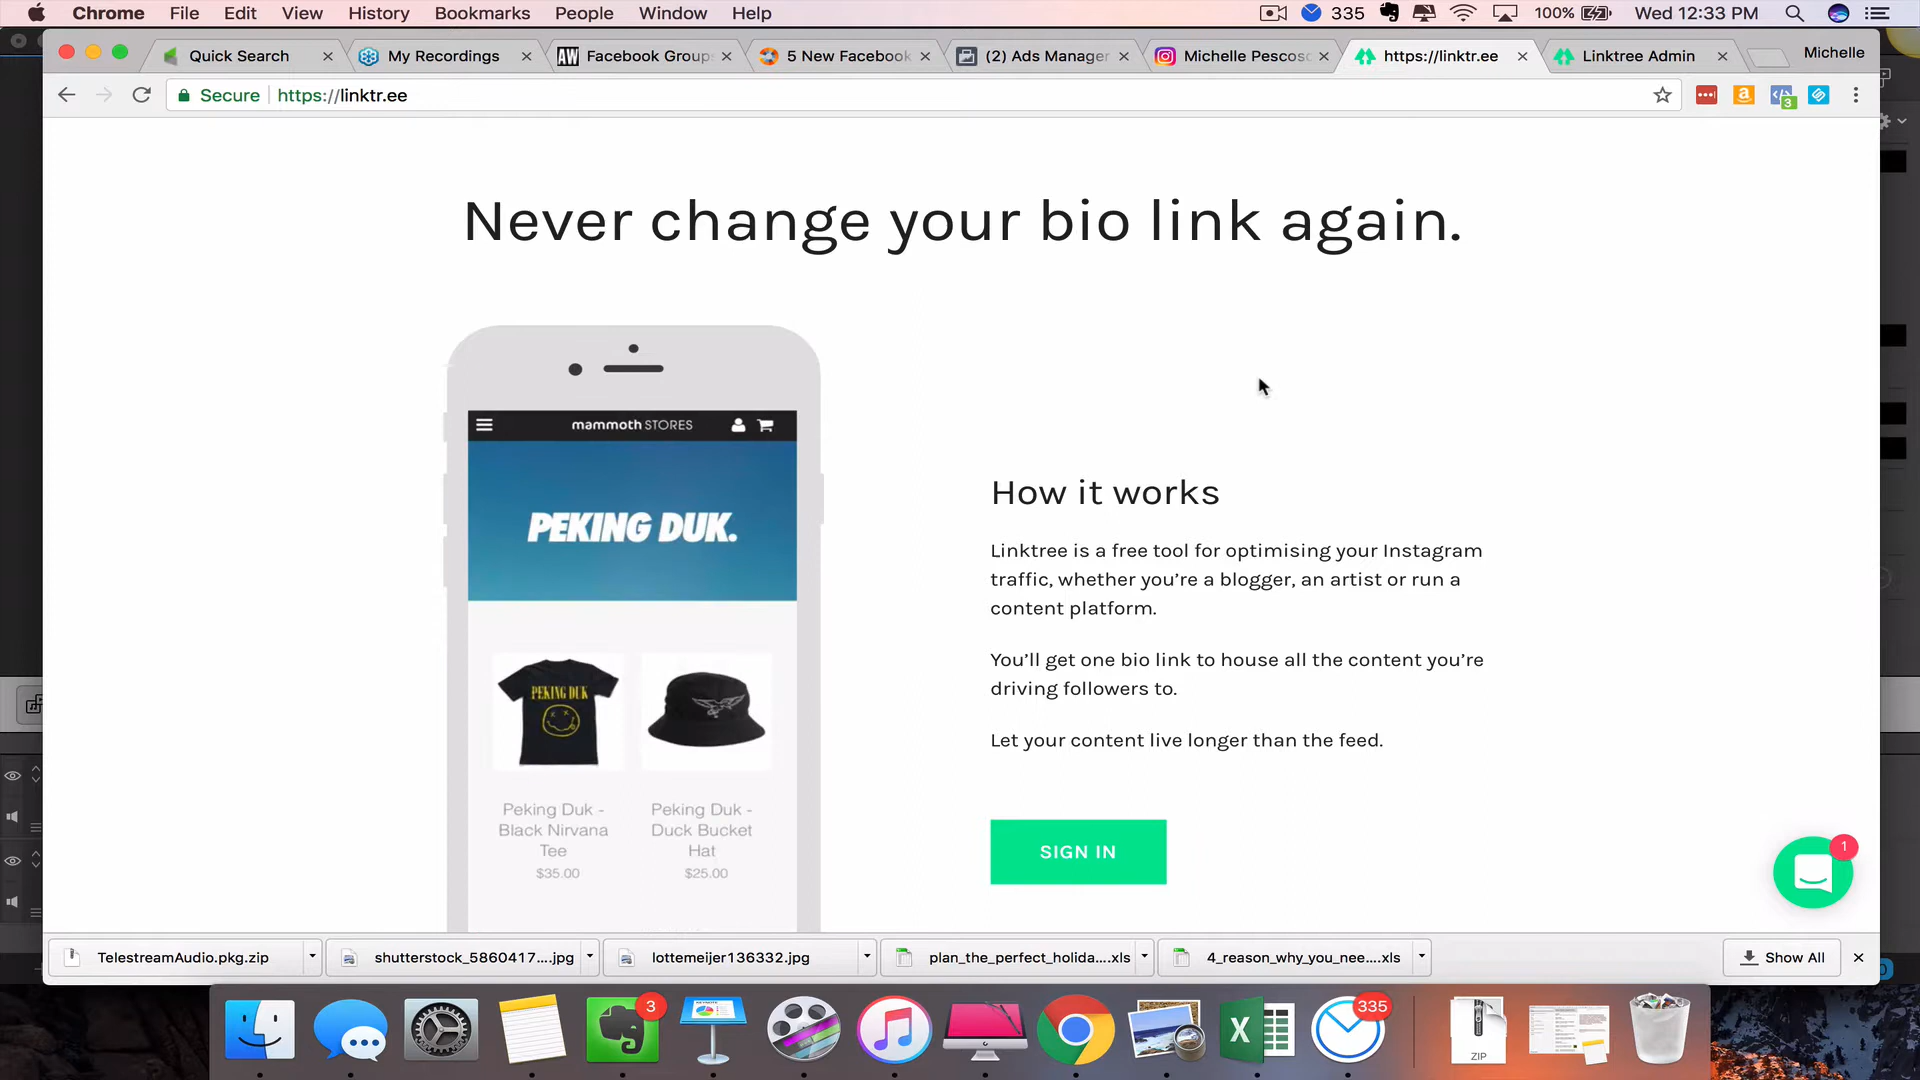 Chrome File Edit View History Bookmarks People Window Help 335 100% Wed 12:33 PM
Quick Search My Recordings AW Facebook Group 5 New Facebook (2) Ads Manager Michelle Pescos https://linktr.ee Linktree Admin Michelle
Secure https://linktr.ee a 3
Never change your bio link again.
mammoth STORES
PEKING DUK.
PEKING DUK
Peking Duk -
Black Nirvana
Tee
$35.00
Peking Duk -
Duck Bucket
Hat
$25.00
How it works
Linktree is a free tool for optimising your Instagram
traffic, whether you're a blogger, an artist or run a
content platform.
You'll get one bio link to house all the content you're
driving followers to.
Let your content live longer than the feed.
SIGN IN
1
TelestreamAudio.pkg.zip shutterstock_5860417....jpg lottemeijer136332.jpg plan_the_perfect_holida....xls 4_reason_why_you_nee....xls Show All
3 KEYNOTE X 335 ZIP